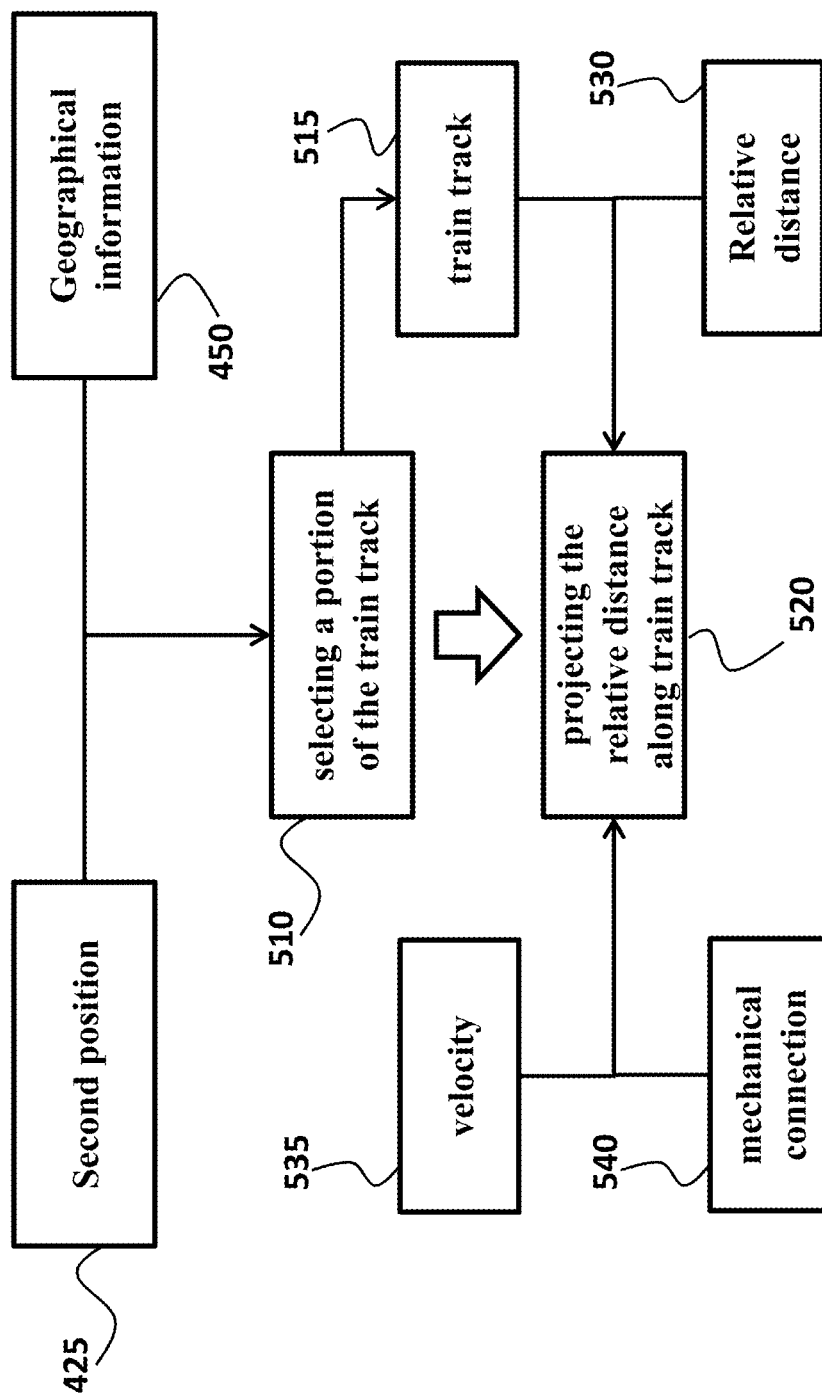 Second position
425
Geographical
information
450
selecting a portion
of the train track
510
train track
515
velocity
535
mechanical
connection
540
projecting the
relative distance
along train track
520
Relative
distance
530